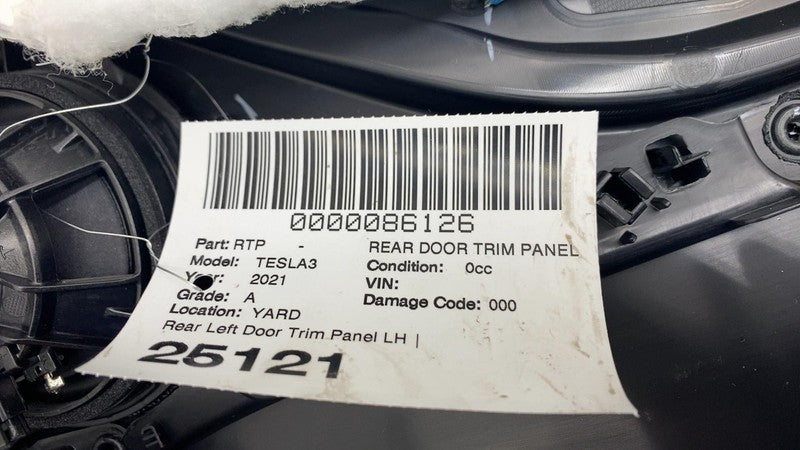 0000086126
Part: RTP - REAR DOOR TRIM PANEL
Model: TESLA3 Condition: 0cc
Year: 2021 VIN:
Grade: A Damage Code: 000
Location: YARD
Rear Left Door Trim Panel LH |
25121